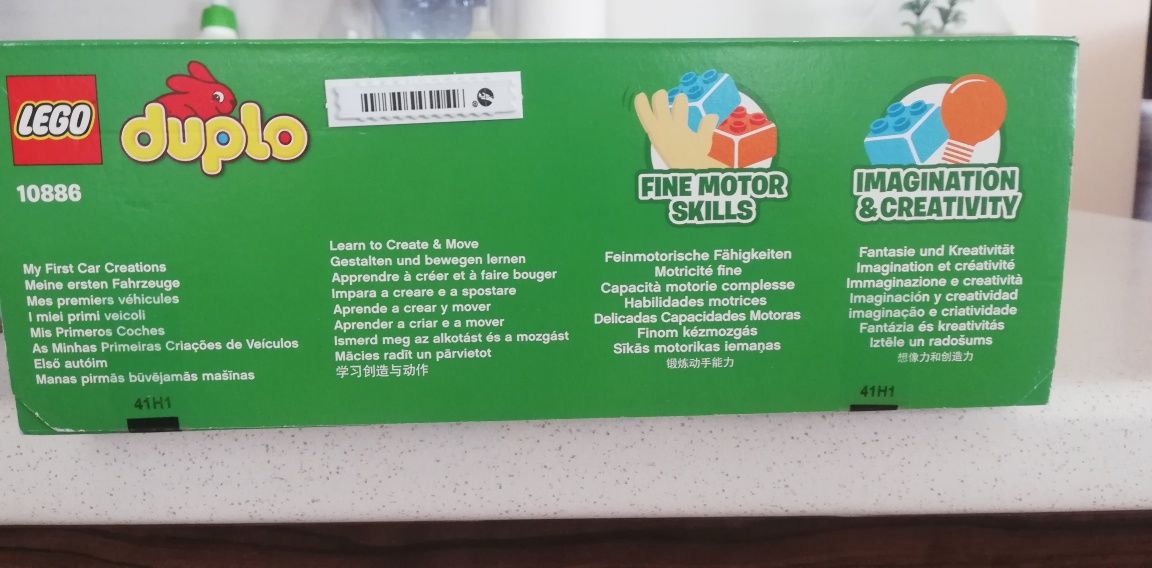 LEGO
duplo
10886
My First Car Creations
Meine ersten Fahrzeuge
Mes premiers véhicules
I miei primi veicoli
Mis Primeros Coches
As Minhas Primeiras Criações de Veículos
Első autóim
Manas pirmās būvējamās mašīnas
41H1
Learn to Create & Move
Gestalten und bewegen lernen
Apprendre à créer et à faire bouger
Impara a creare e a spostare
Aprende a crear y mover
Aprender a criar e a mover
Ismerd meg az alkotást és a mozgást
Mācies radīt un pārvietot
学习创造与动作
FINE MOTOR
SKILLS
Feinmotorische Fähigkeiten
Motricité fine
Capacità motorie complesse
Habilidades motrices
Delicadas Capacidades Motoras
Finom kézmozgás
Sīkās motorikas iemaņas
锻炼动手能力
IMAGINATION
& CREATIVITY
Fantasie und Kreativität
Imagination et créativité
Immaginazione e creatività
Imaginación y creatividad
imaginação e criatividade
Fantázia és kreativitás
Iztēle un radošums
想像力和创造力
41H1